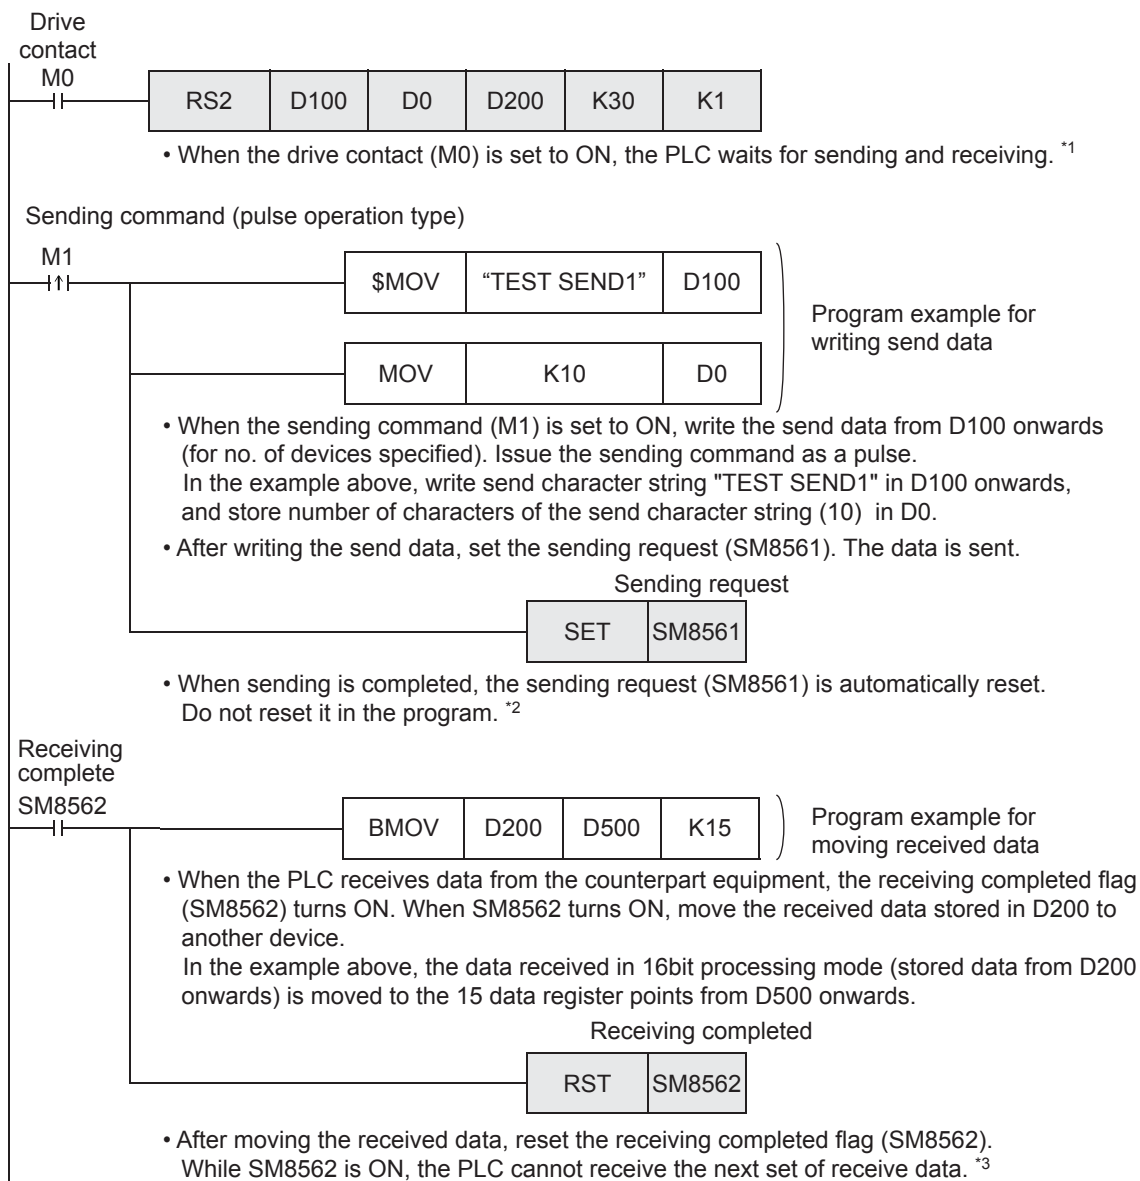 Drive
contact
M0
RS2 D100 D0 D200 K30 K1
• When the drive contact (M0) is set to ON, the PLC waits for sending and receiving. *1
Sending command (pulse operation type)
M1
$MOV “TEST SEND1” D100
Program example for
writing send data
MOV K10 D0
• When the sending command (M1) is set to ON, write the send data from D100 onwards
(for no. of devices specified). Issue the sending command as a pulse.
In the example above, write send character string "TEST SEND1" in D100 onwards,
and store number of characters of the send character string (10) in D0.
• After writing the send data, set the sending request (SM8561). The data is sent.
Sending request
SET SM8561
• When sending is completed, the sending request (SM8561) is automatically reset.
Do not reset it in the program. *2
Receiving
complete
SM8562
BMOV D200 D500 K15
Program example for
moving received data
• When the PLC receives data from the counterpart equipment, the receiving completed flag
(SM8562) turns ON. When SM8562 turns ON, move the received data stored in D200 to
another device.
In the example above, the data received in 16bit processing mode (stored data from D200
onwards) is moved to the 15 data register points from D500 onwards.
Receiving completed
RST SM8562
• After moving the received data, reset the receiving completed flag (SM8562).
While SM8562 is ON, the PLC cannot receive the next set of receive data. *3